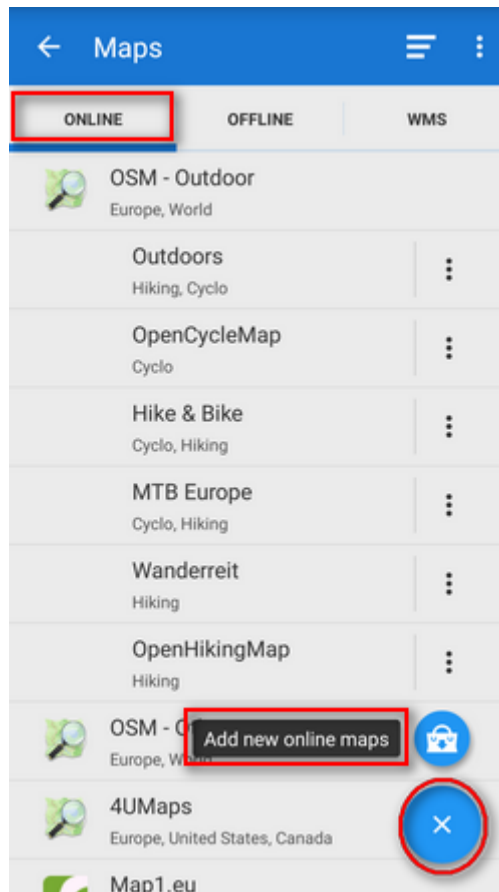 Maps
ONLINE
OFFLINE
WMS
OSM - Outdoor
Europe, World
Outdoors
Hiking, Cyclo
OpenCycleMap
Cyclo
Hike & Bike
Cyclo, Hiking
MTB Europe
Cyclo, Hiking
Wanderreit
Hiking
OpenHikingMap
Hiking
OSM -
Add new online maps
Europe,
4UMaps
Europe, United States, Canada
Map1.eu